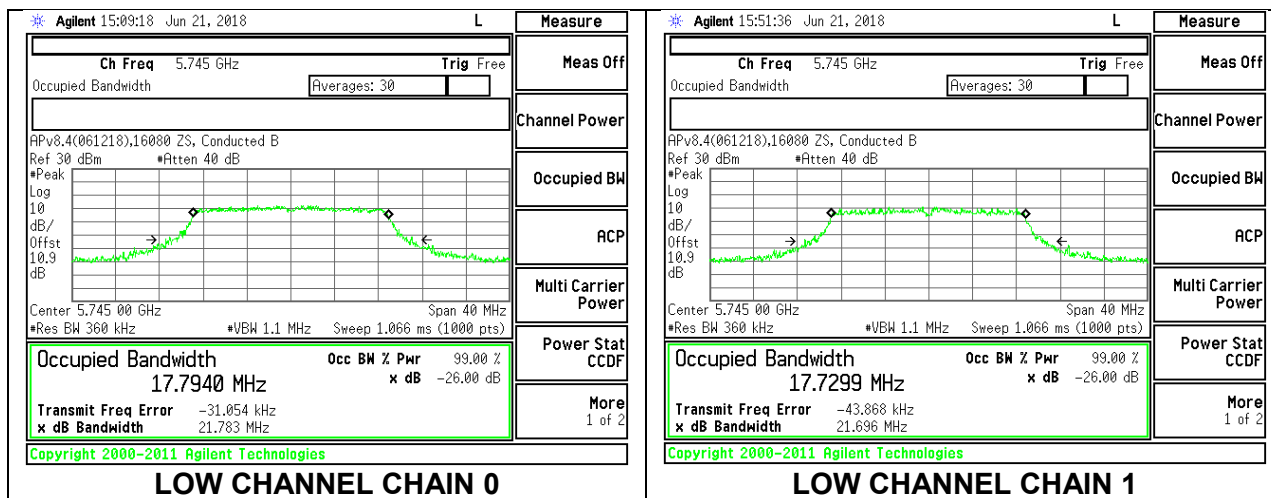 Agilent 15:09:18 Jun 21, 2018 L
Measure
Ch Freq 5.745 GHz Trig Free
Occupied Bandwidth Averages: 30
APv8.4(061218),16080 ZS, Conducted B
Ref 30 dBm #Atten 40 dB
#Peak
Log
10
dB/
Offst
10.9
dB
Center 5.745 00 GHz Span 40 MHz
#Res BW 360 kHz #VBW 1.1 MHz Sweep 1.066 ms (1000 pts)
Occupied Bandwidth Occ BW % Pwr 99.00 %
17.7940 MHz x dB -26.00 dB
Transmit Freq Error -31.054 kHz
x dB Bandwidth 21.783 MHz
Copyright 2000-2011 Agilent Technologies
Meas Off
Channel Power
Occupied BW
ACP
Multi Carrier
Power
Power Stat
CCDF
More
1 of 2
LOW CHANNEL CHAIN 0
Agilent 15:51:36 Jun 21, 2018 L
Measure
Ch Freq 5.745 GHz Trig Free
Occupied Bandwidth Averages: 30
APv8.4(061218),16080 ZS, Conducted B
Ref 30 dBm #Atten 40 dB
#Peak
Log
10
dB/
Offst
10.9
dB
Center 5.745 00 GHz Span 40 MHz
#Res BW 360 kHz #VBW 1.1 MHz Sweep 1.066 ms (1000 pts)
Occupied Bandwidth Occ BW % Pwr 99.00 %
17.7299 MHz x dB -26.00 dB
Transmit Freq Error -43.868 kHz
x dB Bandwidth 21.696 MHz
Copyright 2000-2011 Agilent Technologies
Meas Off
Channel Power
Occupied BW
ACP
Multi Carrier
Power
Power Stat
CCDF
More
1 of 2
LOW CHANNEL CHAIN 1